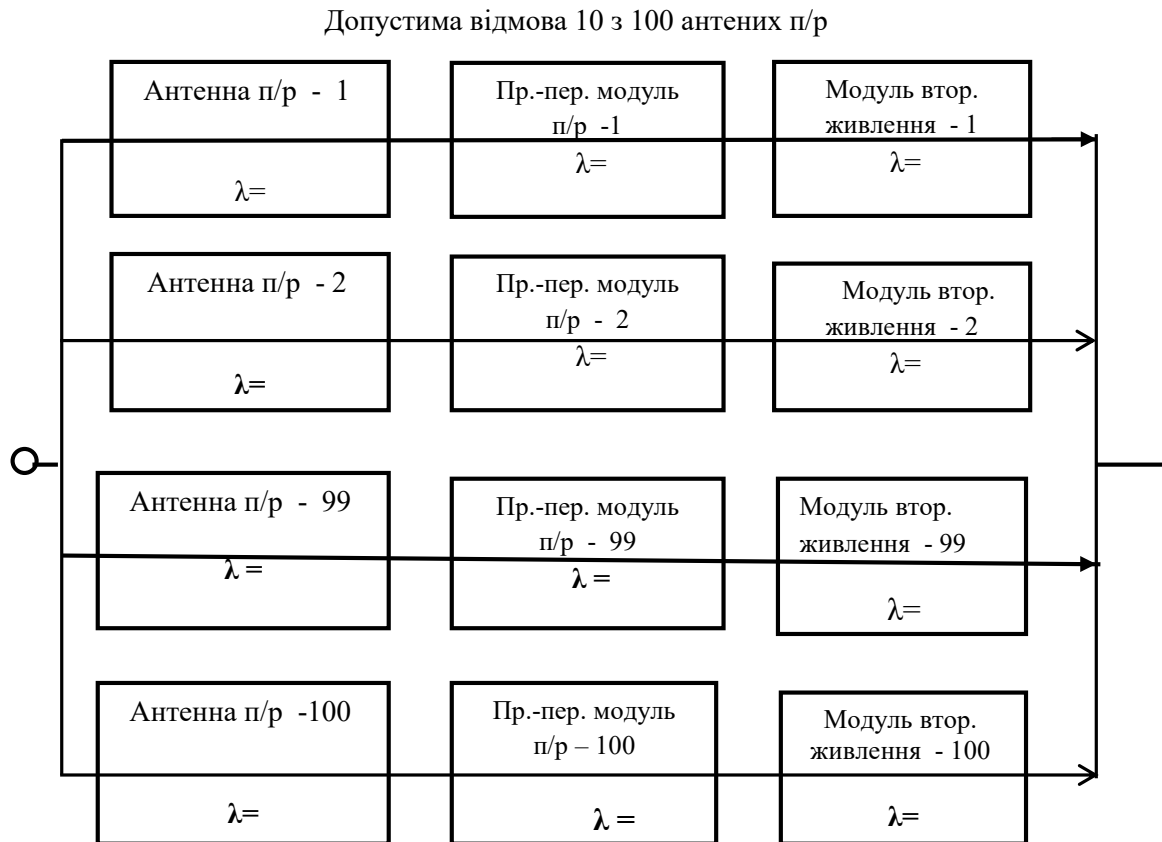 Допустима відмова 10 з 100 антених п/р
Антенна п/р - 1
λ=
Пр.-пер. модуль
п/р -1
λ=
Модуль втор.
живлення - 1
λ=
Антенна п/р - 2
λ=
Пр.-пер. модуль
п/р - 2
λ=
Модуль втор.
живлення - 2
λ=
Антенна п/р - 99
λ =
Пр.-пер. модуль
п/р - 99
λ =
Модуль втор.
живлення - 99
λ=
Антенна п/р -100
λ=
Пр.-пер. модуль
п/р – 100
λ =
Модуль втор.
живлення - 100
λ=